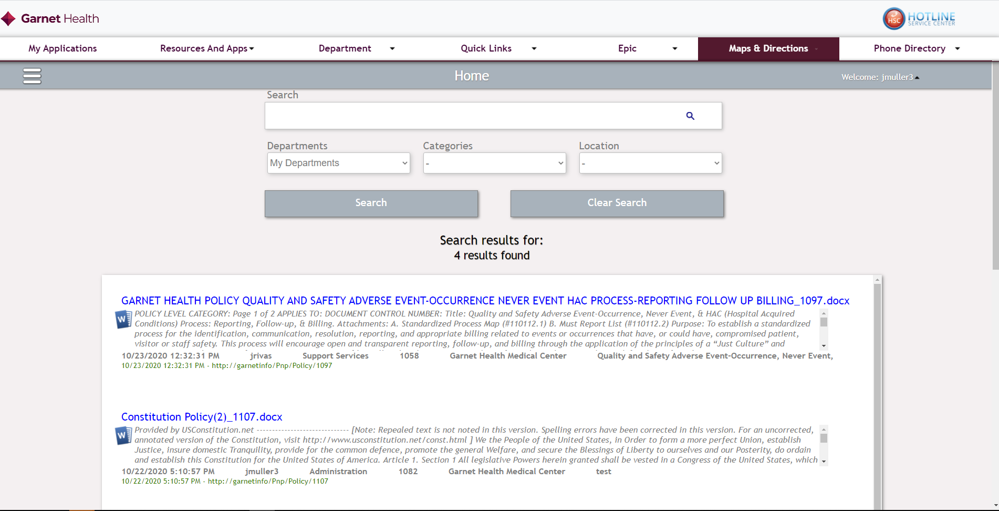 Garnet Health
HSC HOTLINE
SERVICE CENTER
My Applications Resources And Apps Department Quick Links Epic Maps & Directions Phone Directory
Home
Welcome: jmuller3
Search
Departments Categories Location
My Departments - -
Search Clear Search
Search results for:
4 results found
GARNET HEALTH POLICY QUALITY AND SAFETY ADVERSE EVENT-OCCURRENCE NEVER EVENT HAC PROCESS-REPORTING FOLLOW UP BILLING_1097.docx
W
POLICY LEVEL CATEGORY: Page 1 of 2 APPLIES TO: DOCUMENT CONTROL NUMBER: Title: Quality and Safety Adverse Event-Occurrence, Never Event, & HAC (Hospital Acquired
Conditions) Process: Reporting, Follow-up, & Billing. Attachments: A. Standardized Process Map (#110112.1) B. Must Report List (#110112.2) Purpose: To establish a standardized
process for the identification, communication, resolution, reporting, and appropriate billing related to events or occurrences that have, or could have, compromised patient,
visitor or staff safety. This process will encourage open and transparent reporting, follow-up, and billing through the application of the principles of a “Just Culture” and
10/23/2020 12:32:31 PM jrivas Support Services 1058 Garnet Health Medical Center Quality and Safety Adverse Event-Occurrence, Never Event,
10/23/2020 12:32:31 PM - http://garnetinfo/Pnp/Policy/1097
Constitution Policy(2)_1107.docx
W
Provided by USConstitution.net ----------------------------- [Note: Repealed text is not noted in this version. Spelling errors have been corrected in this version. For an uncorrected,
annotated version of the Constitution, visit http://www.usconstitution.net/const.html ] We the People of the United States, in Order to form a more perfect Union, establish
Justice, insure domestic Tranquility, provide for the common defence, promote the general Welfare, and secure the Blessings of Liberty to ourselves and our Posterity, do ordain
and establish this Constitution for the United States of America. Article 1. Section 1 All legislative Powers herein granted shall be vested in a Congress of the United States, which
10/22/2020 5:10:57 PM jmuller3 Administration 1082 Garnet Health Medical Center test
10/22/2020 5:10:57 PM - http://garnetinfo/Pnp/Policy/1107